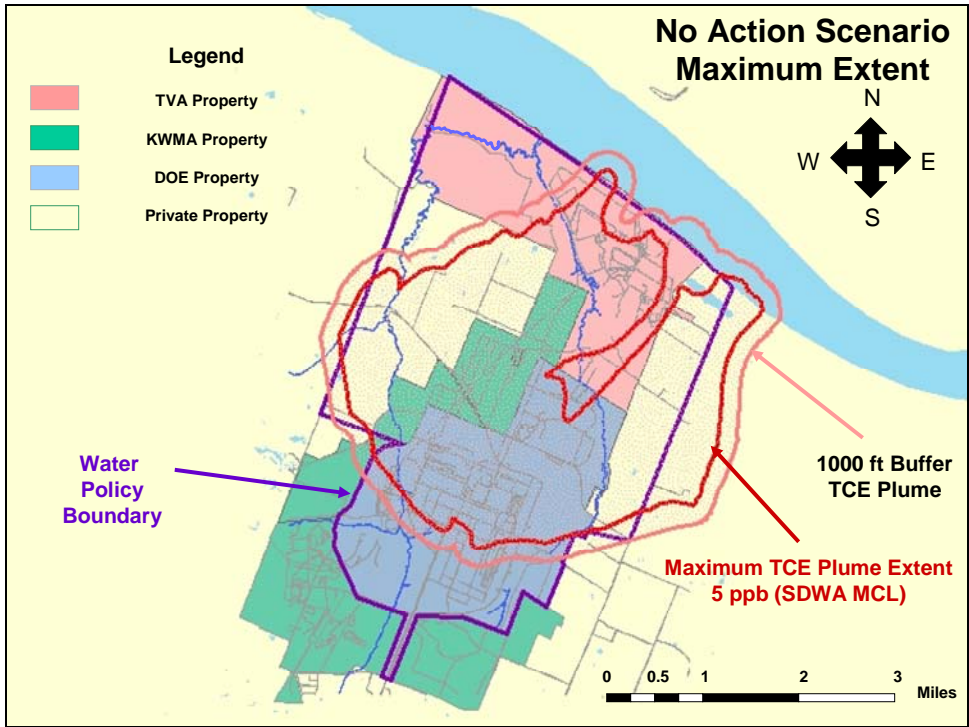 No Action Scenario
Maximum Extent
Legend
TVA Property
KWMA Property
DOE Property
Private Property
N
W
E
S
Water
Policy
Boundary
1000 ft Buffer
TCE Plume
Maximum TCE Plume Extent
5 ppb (SDWA MCL)
0 0.5 1 2 3
Miles